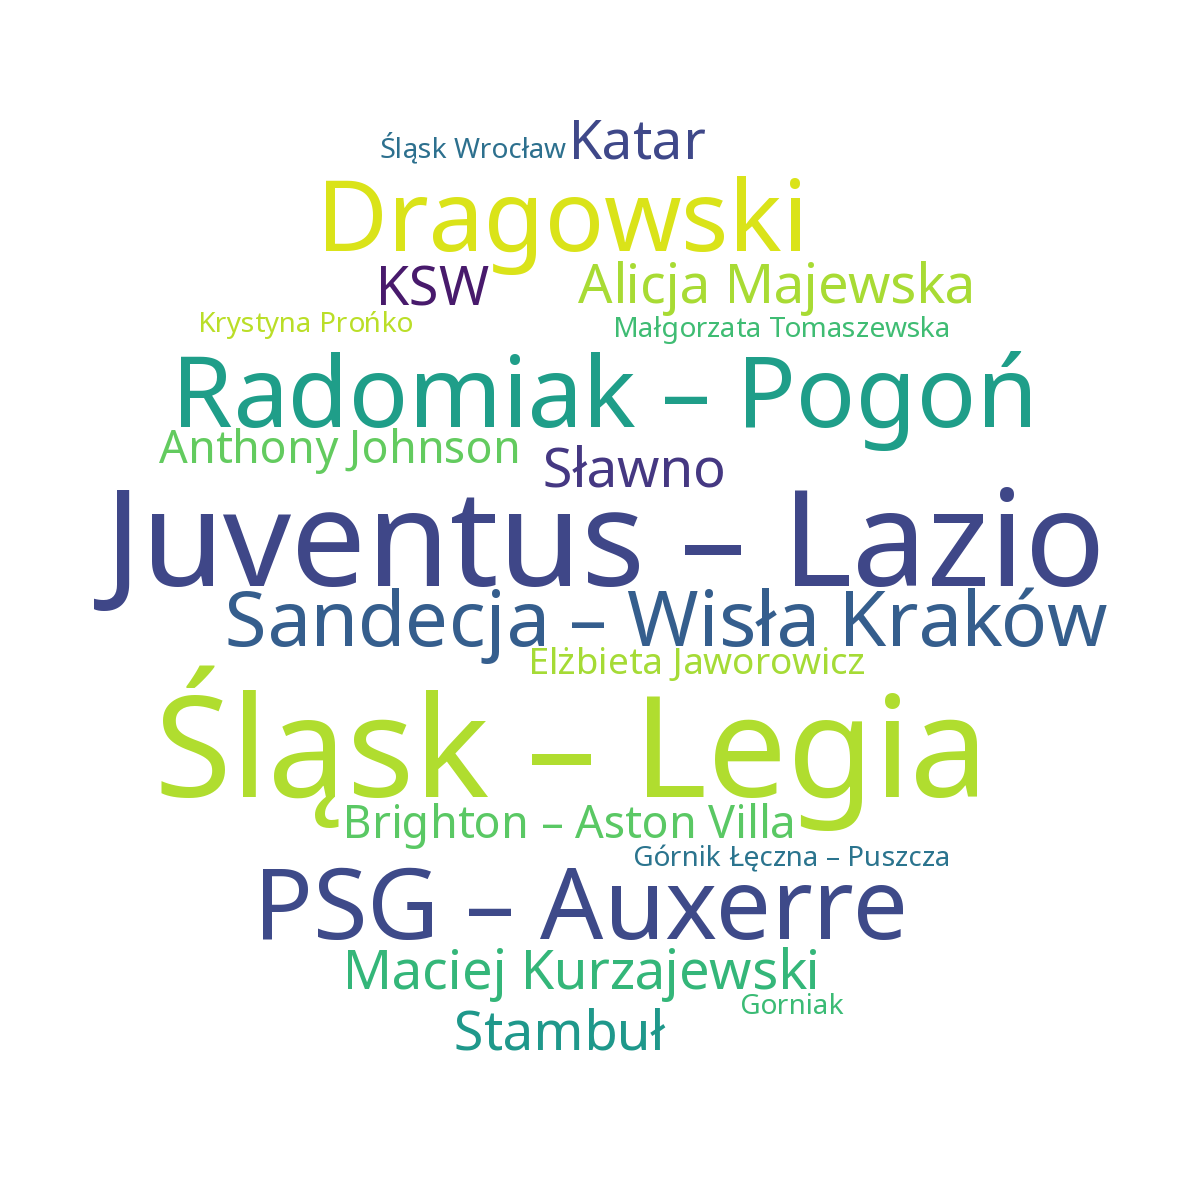 Śląsk Wrocław
Katar
Dragowski
KSW
Alicja Majewska
Krystyna Prońko
Małgorzata Tomaszewska
Radomiak – Pogoń
Anthony Johnson
Sławno
Juventus – Lazio
Sandecja – Wisła Kraków
Elżbieta Jaworowicz
Śląsk – Legia
Brighton – Aston Villa
Górnik Łęczna – Puszcza
PSG – Auxerre
Maciej Kurzajewski
Gorniak
Stambuł